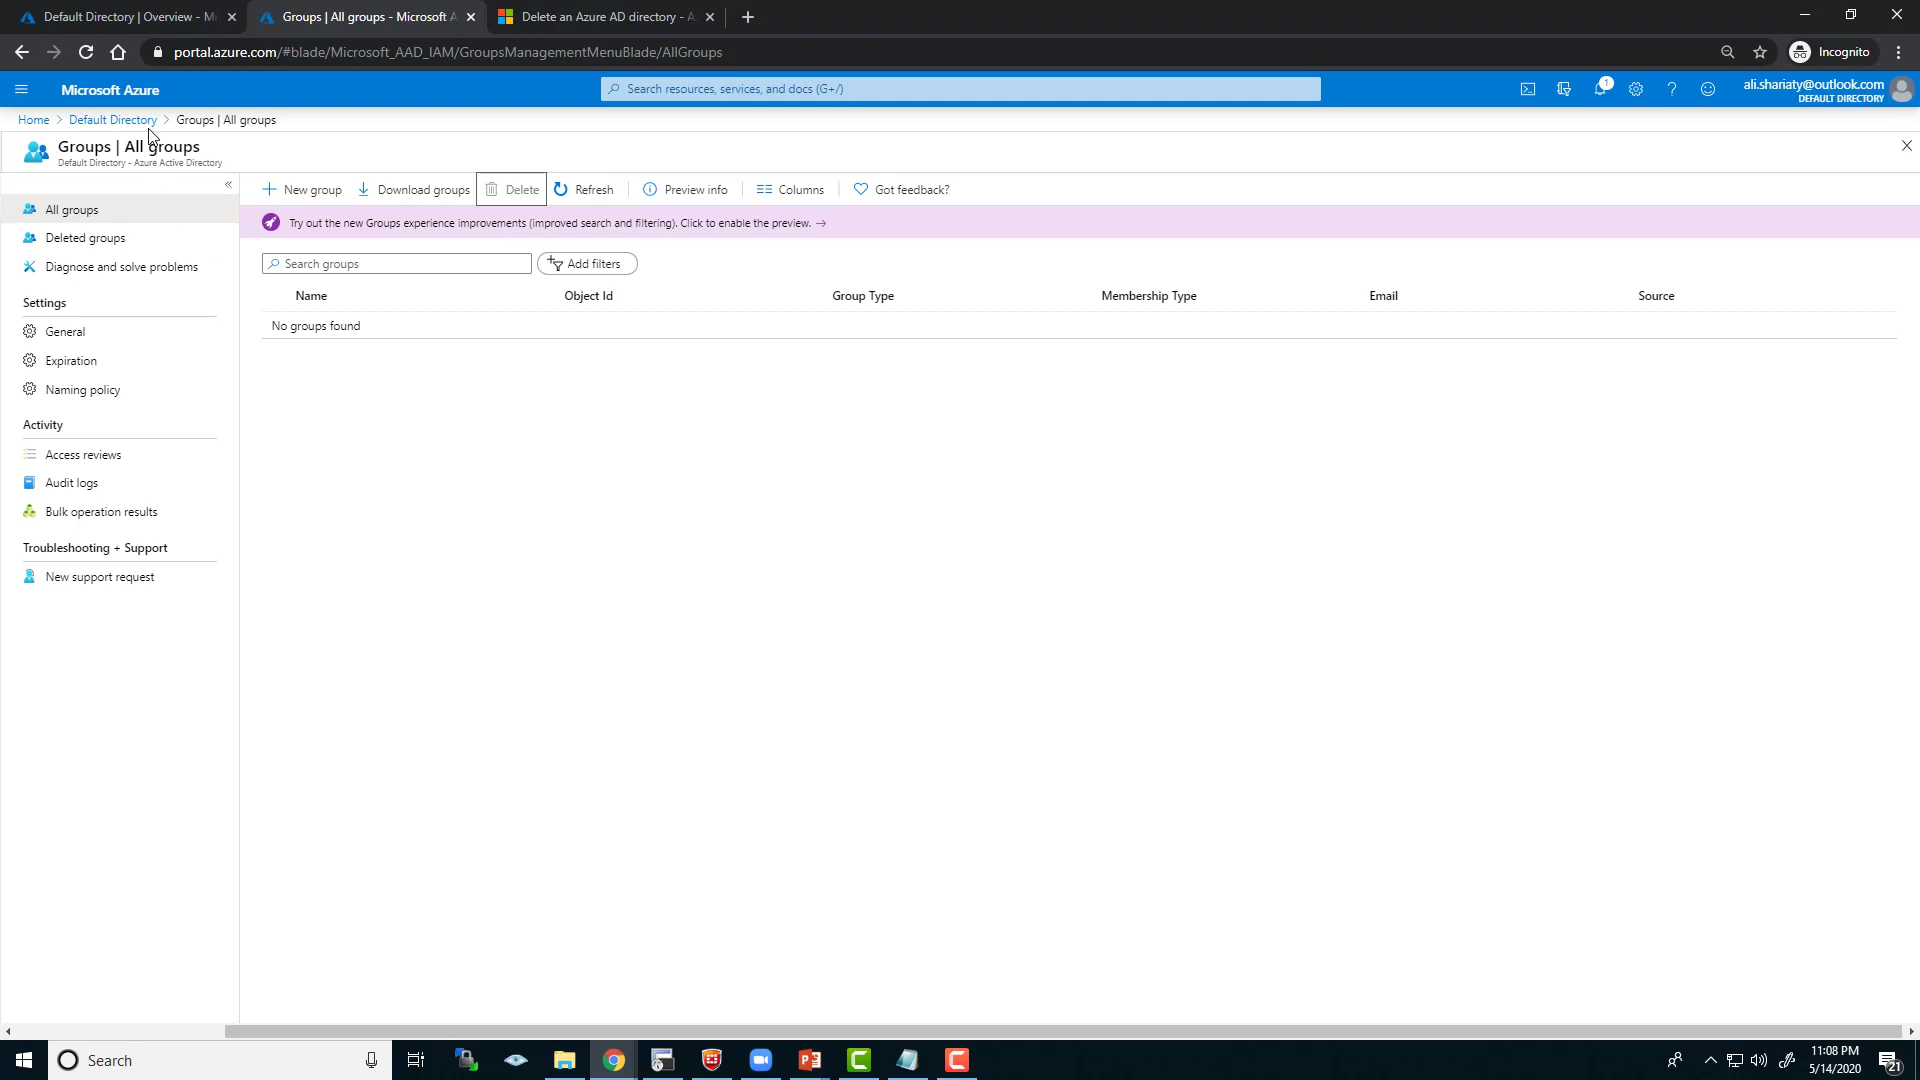 Default Directory | Overview - Mi
Groups | All groups - Microsoft A
Delete an Azure AD directory - A
portal.azure.com/#blade/Microsoft_AAD_IAM/GroupsManagementMenuBlade/AllGroups
Incognito
Microsoft Azure
Search resources, services, and docs (G+/)
1
ali.shariaty@outlook.com
DEFAULT DIRECTORY
Home > Default Directory > Groups | All groups
Groups | All groups
Default Directory - Azure Active Directory
New group
Download groups
Delete
Refresh
Preview info
Columns
Got feedback?
All groups
Deleted groups
Diagnose and solve problems
Settings
General
Expiration
Naming policy
Activity
Access reviews
Audit logs
Bulk operation results
Troubleshooting + Support
New support request
Try out the new Groups experience improvements (improved search and filtering). Click to enable the preview. →
Search groups
Add filters
Name Object Id Group Type Membership Type Email Source
No groups found
Search
11:08 PM
5/14/2020
21